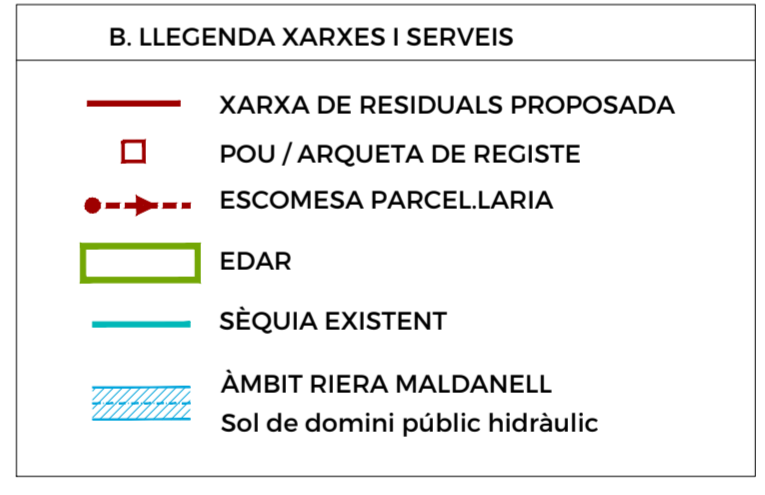 B. LLEGENDA XARXES I SERVEIS
XARXA DE RESIDUALS PROPOSADA
POU / ARQUETA DE REGISTE
ESCOMESA PARCEL.LARIA
EDAR
SÈQUIA EXISTENT
ÀMBIT RIERA MALDANELL
Sol de domini públic hidràulic